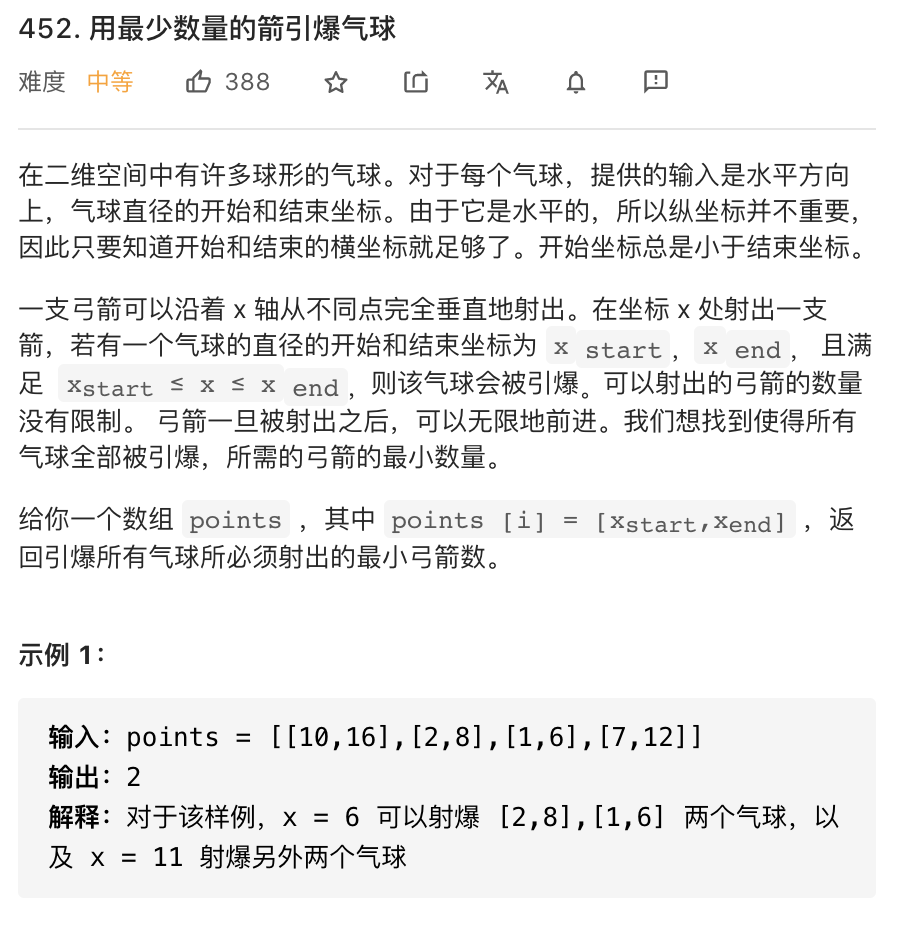 452. 用最少数量的箭引爆气球
难度 中等 388
在二维空间中有许多球形的气球。对于每个气球，提供的输入是水平方向
上，气球直径的开始和结束坐标。由于它是水平的，所以纵坐标并不重要，
因此只要知道开始和结束的横坐标就足够了。开始坐标总是小于结束坐标。
一支弓箭可以沿着 x 轴从不同点完全垂直地射出。在坐标 x 处射出一支
箭，若有一个气球的直径的开始和结束坐标为 x start，x end， 且满
足 xstart ≤ x ≤ x end，则该气球会被引爆。可以射出的弓箭的数量
没有限制。 弓箭一旦被射出之后，可以无限地前进。我们想找到使得所有
气球全部被引爆，所需的弓箭的最小数量。
给你一个数组 points ，其中 points [i] = [xstart,xend] ，返
回引爆所有气球所必须射出的最小弓箭数。
示例 1：
输入：points = [[10,16],[2,8],[1,6],[7,12]]
输出：2
解释：对于该样例，x = 6 可以射爆 [2,8],[1,6] 两个气球，以
及 x = 11 射爆另外两个气球